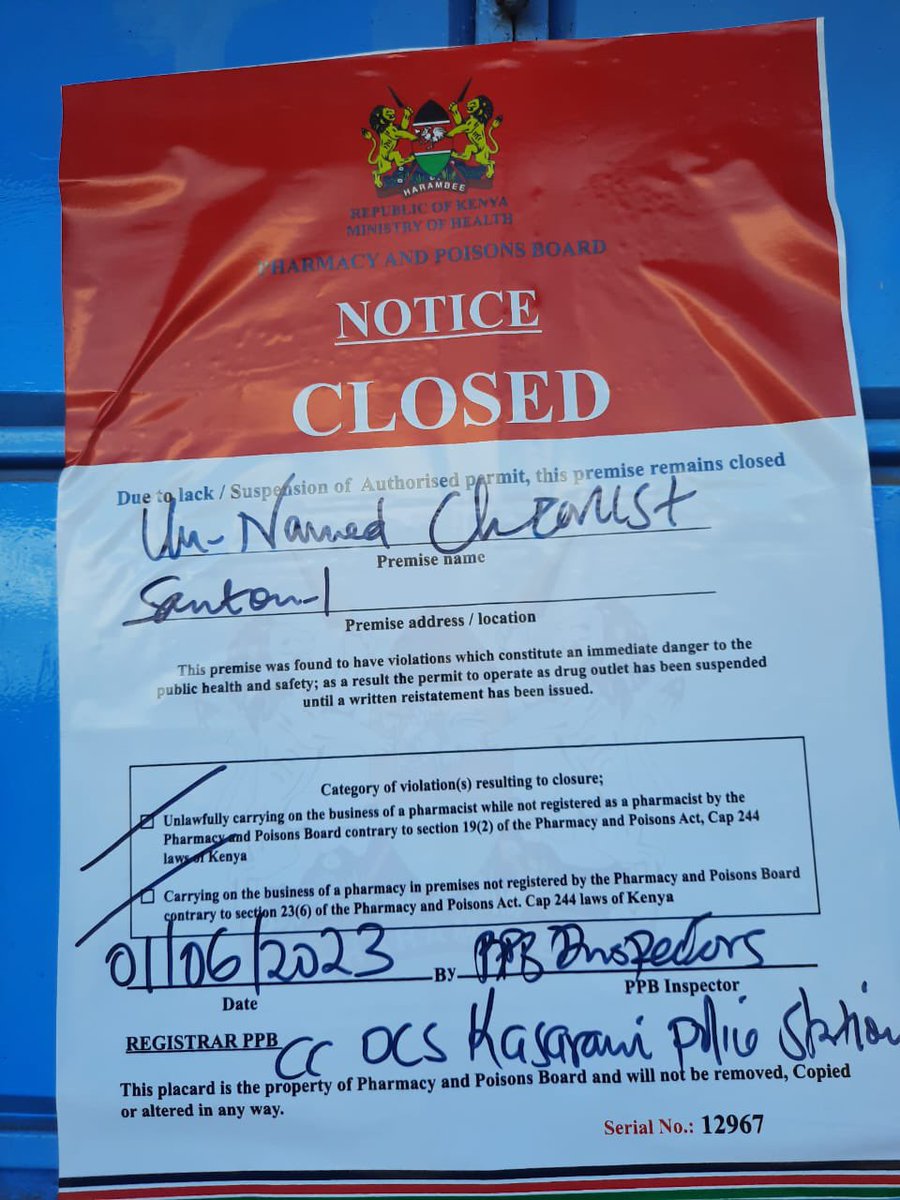 HARAMBEE
REPUBLIC OF KENYA
MINISTRY OF HEALTH
PHARMACY AND POISONS BOARD
NOTICE
CLOSED
Due to lack / Suspension of Authorised permit, this premise remains closed
Un-Named Chemist
Premise name
Santon-1
Premise address / location
This premise was found to have violations which constitute an immediate danger to the
public health and safety; as a result the permit to operate as drug outlet has been suspended
until a written reistatement has been issued.
Category of violation(s) resulting to closure;
Unlawfully carrying on the business of a pharmacist while not registered as a pharmacist by the
Pharmacy and Poisons Board contrary to section 19(2) of the Pharmacy and Poisons Act, Cap 244
laws of Kenya
Carrying on the business of a pharmacy in premises not registered by the Pharmacy and Poisons Board
contrary to section 23(6) of the Pharmacy and Poisons Act. Cap 244 laws of Kenya
01/06/2023 By PPB Inspectors
Date PPB Inspector
REGISTRAR PPB CC OCS Kasarani Police Station
This placard is the property of Pharmacy and Poisons Board and will not be removed, Copied
or altered in any way.
Serial No.: 12967